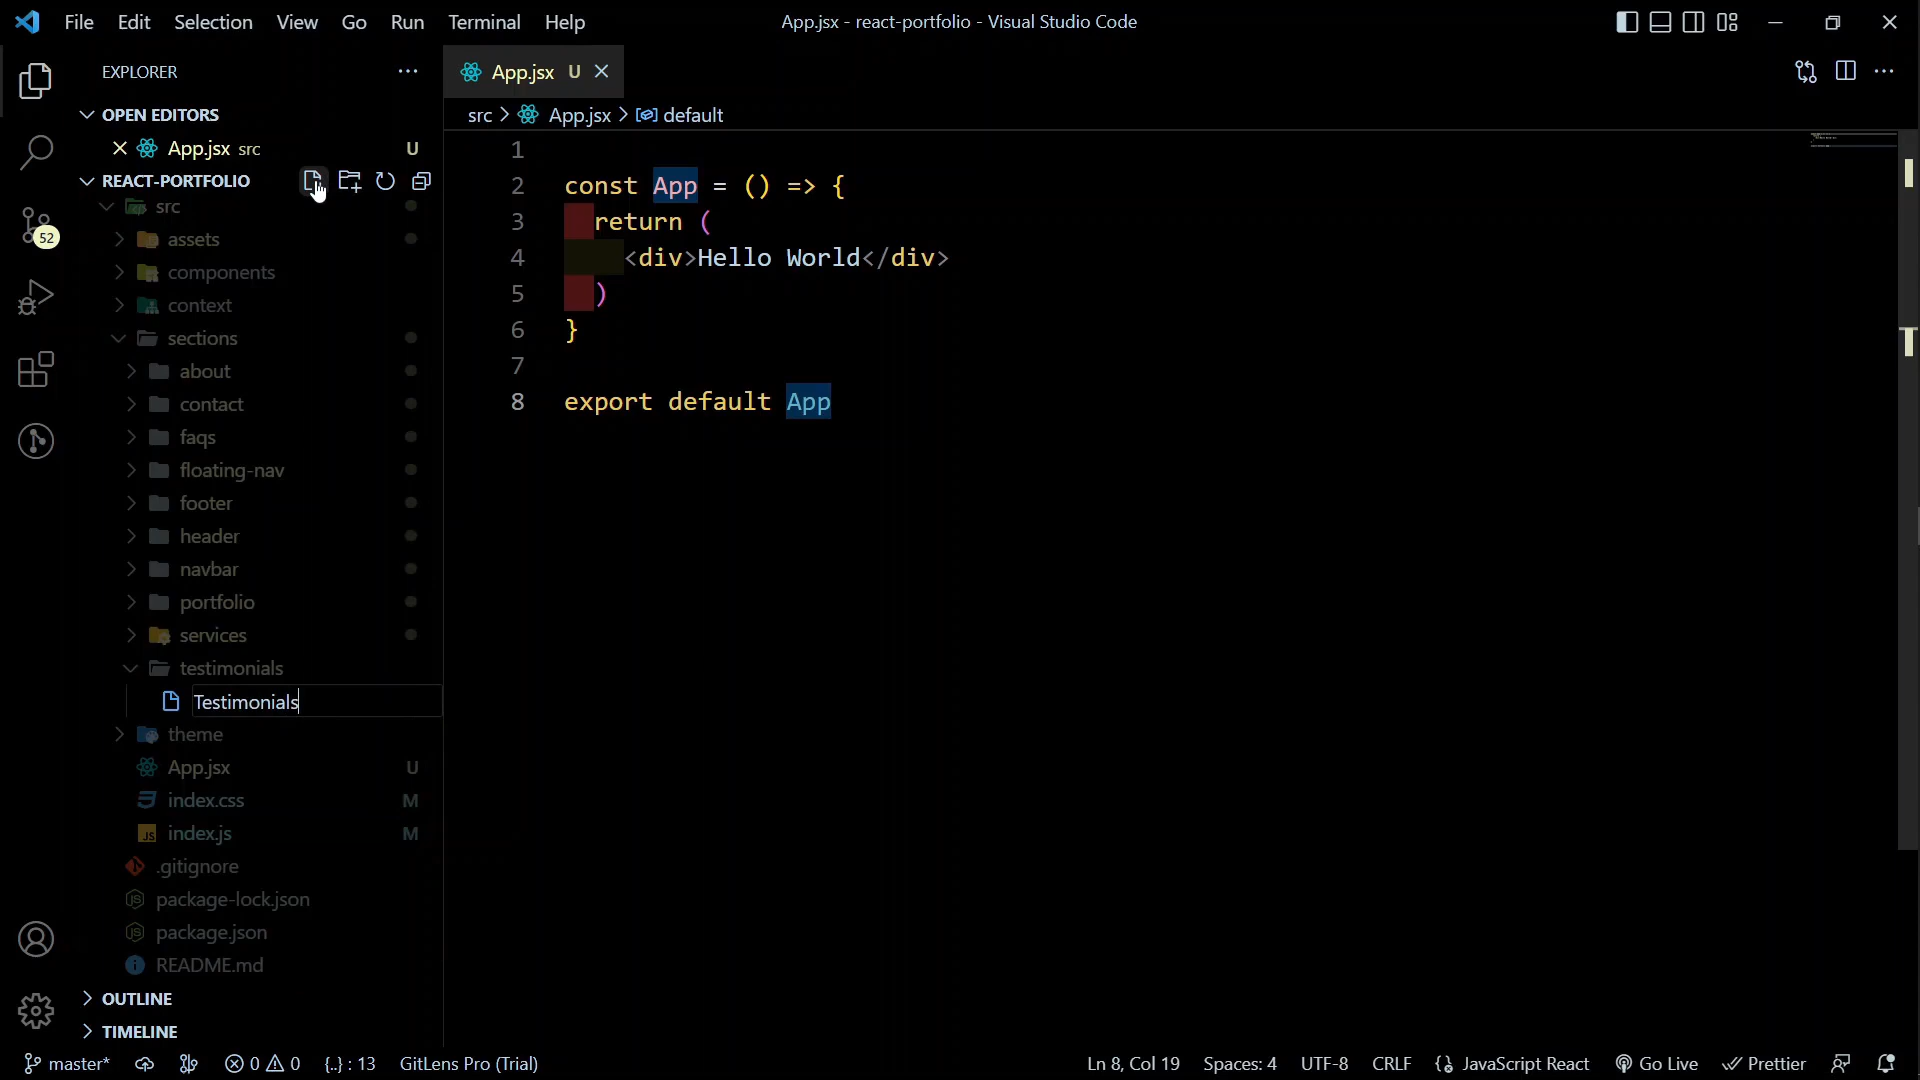 File Edit Selection View Go Run Terminal Help
App.jsx - react-portfolio - Visual Studio Code
EXPLORER
OPEN EDITORS
App.jsx src U
REACT-PORTFOLIO
src
assets
components
context
sections
about
contact
faqs
floating-nav
footer
header
navbar
portfolio
services
testimonials
Testimonials
theme
App.jsx U
index.css M
index.js M
.gitignore
package-lock.json
package.json
README.md
OUTLINE
TIMELINE
52
App.jsx U
src > App.jsx > default
1
2 const App = () => {
3 return (
4 <div>Hello World</div>
5 )
6 }
7
8 export default App
master* 0 0 {..} : 13 GitLens Pro (Trial)
Ln 8, Col 19 Spaces: 4 UTF-8 CRLF JavaScript React Go Live Prettier